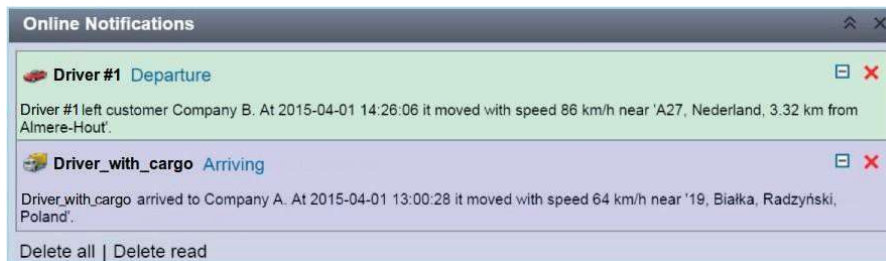 Online Notifications
Driver #1 Departure
Driver #1 left customer Company B. At 2015-04-01 14:26:06 it moved with speed 86 km/h near 'A27, Nederland, 3.32 km from
Almere-Hout'.
Driver_with_cargo Arriving
Driver_with_cargo arrived to Company A. At 2015-04-01 13:00:28 it moved with speed 64 km/h near '19, Białka, Radzyński,
Poland'.
Delete all | Delete read